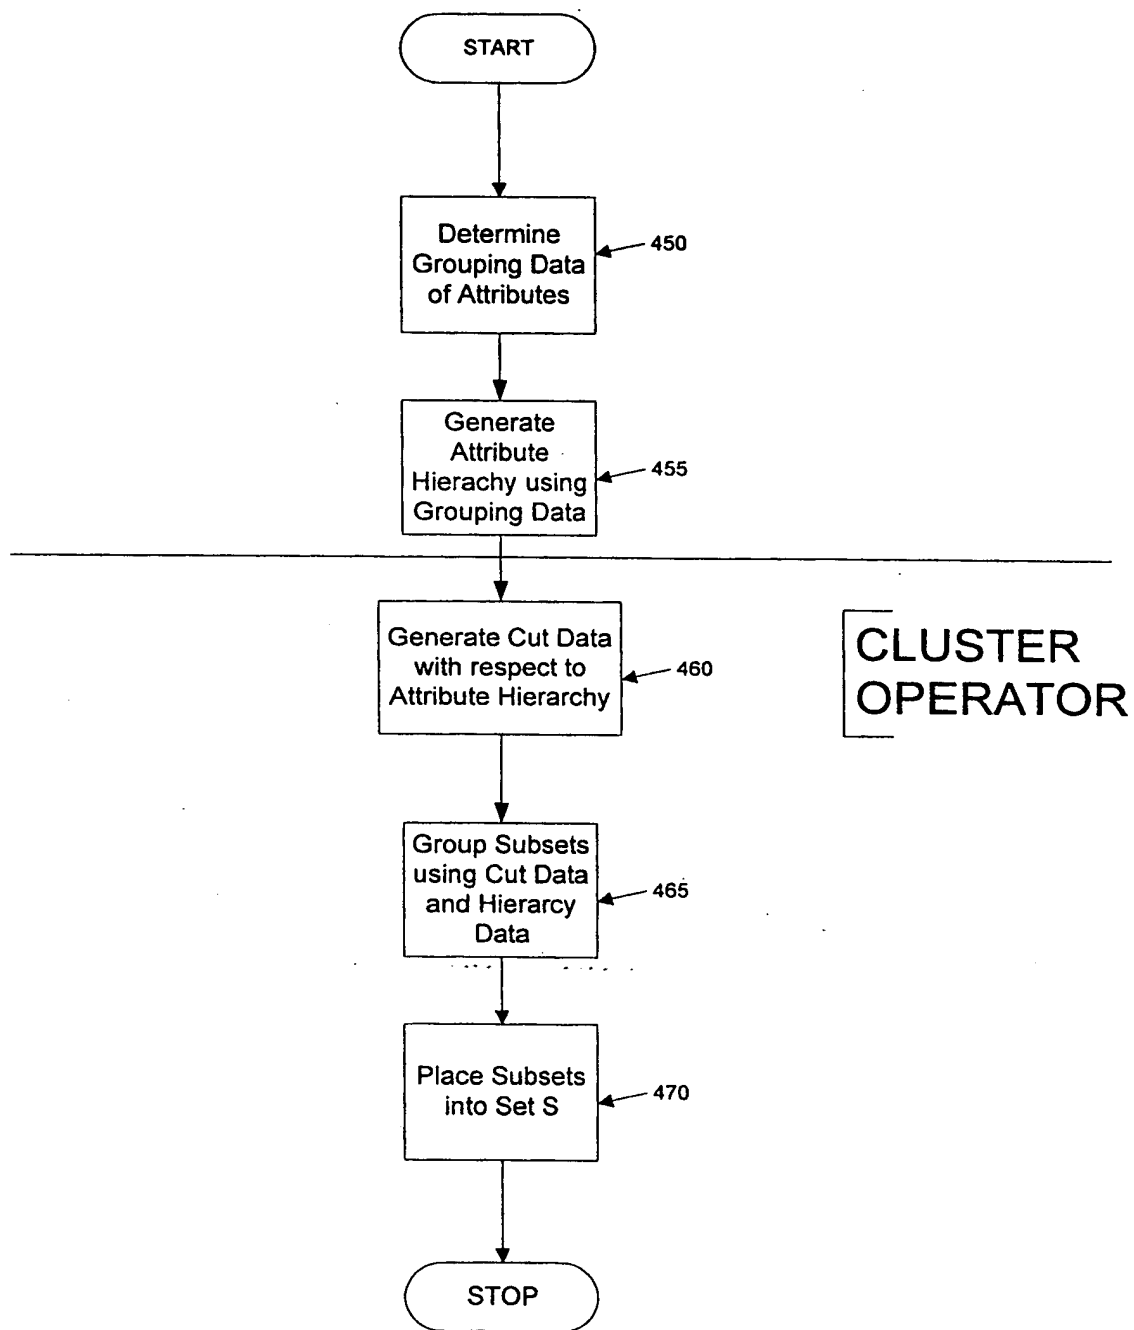 START
Determine
Grouping Data
of Attributes
450
Generate
Attribute
Hierachy using
Grouping Data
455
Generate Cut Data
with respect to
Attribute Hierarchy
460
CLUSTER
OPERATOR
Group Subsets
using Cut Data
and Hierarcy
Data
465
Place Subsets
into Set S
470
STOP